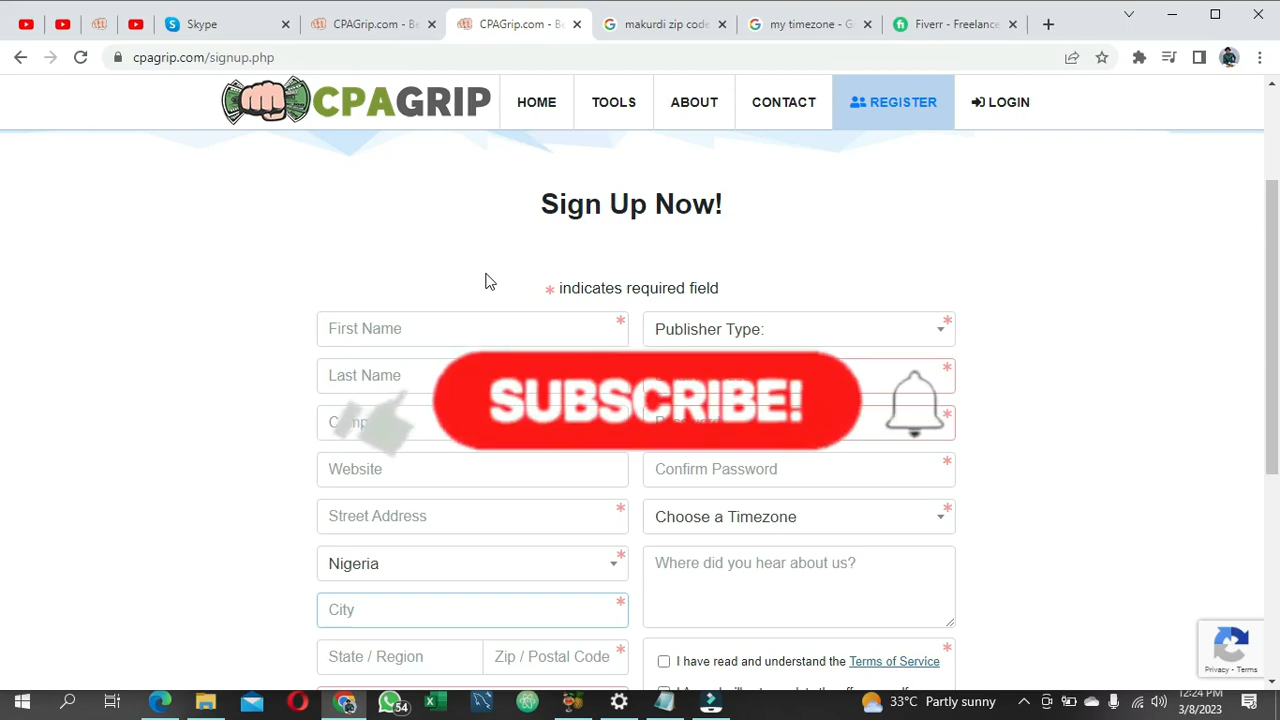 Skype
CPAGrip.com - Be
CPAGrip.com - Be
makurdi zip code
my timezone - G
Fiverr - Freelance
cpagrip.com/signup.php
CPAGRIP
HOME
TOOLS
ABOUT
CONTACT
REGISTER
LOGIN
Sign Up Now!
* indicates required field
First Name *
Publisher Type: *
Last Name
*
SUBSCRIBE!
Comp
*
Website
Confirm Password *
Street Address *
Choose a Timezone *
Nigeria *
Where did you hear about us?
City *
State / Region
Zip / Postal Code *
I have read and understand the Terms of Service *
Privacy - Terms
54
33°C Partly sunny
12:24 PM
3/8/2023